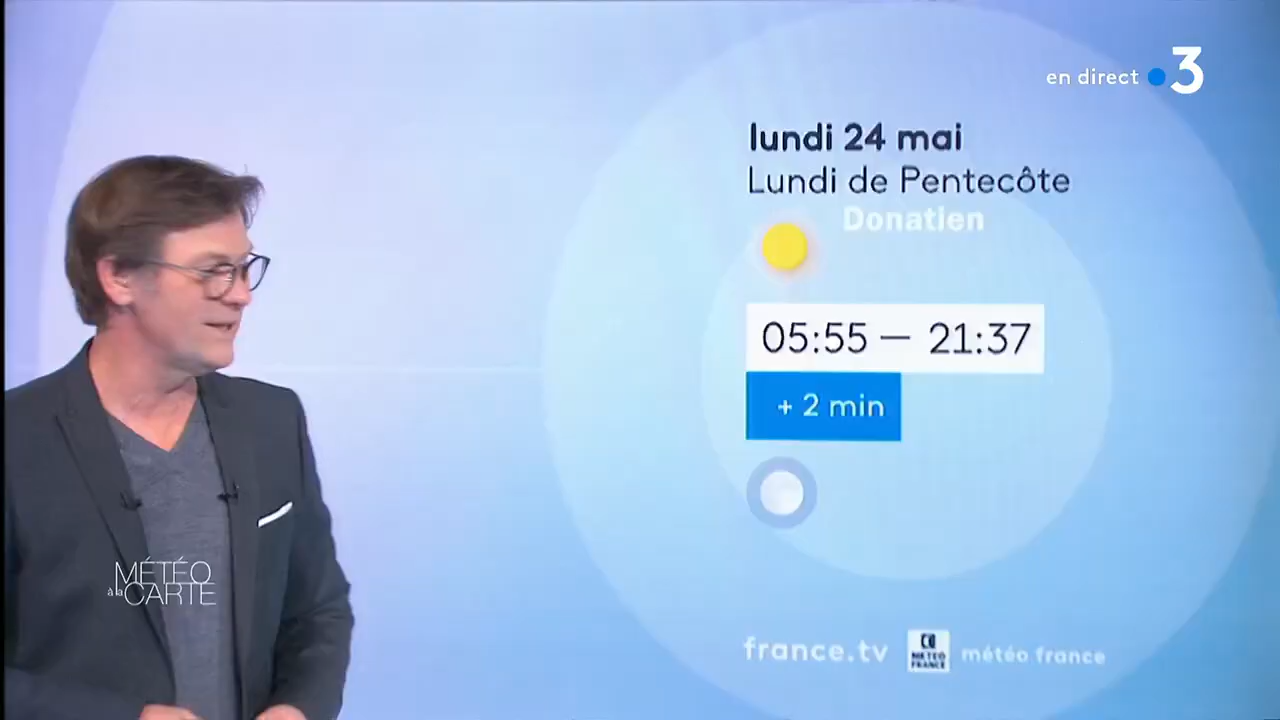 en direct 3
lundi 24 mai
Lundi de Pentecôte
Donatien
05:55 — 21:37
+ 2 min
MÉTÉO
à la CARTE
france.tv
METEO
FRANCE
météo france